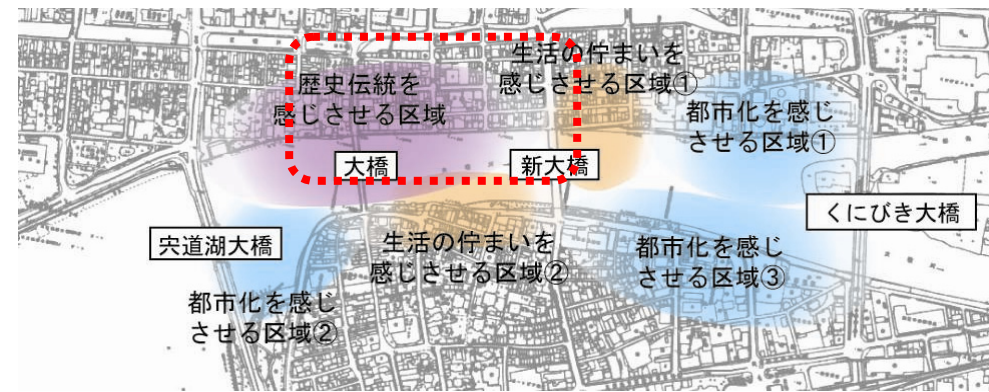 生活の佇まいを
感じさせる区域①
歴史伝統を
感じさせる区域
都市化を感じ
させる区域①
大橋
新大橋
くにびき大橋
宍道湖大橋
生活の佇まいを
感じさせる区域②
都市化を感じ
させる区域③
都市化を感じ
させる区域②